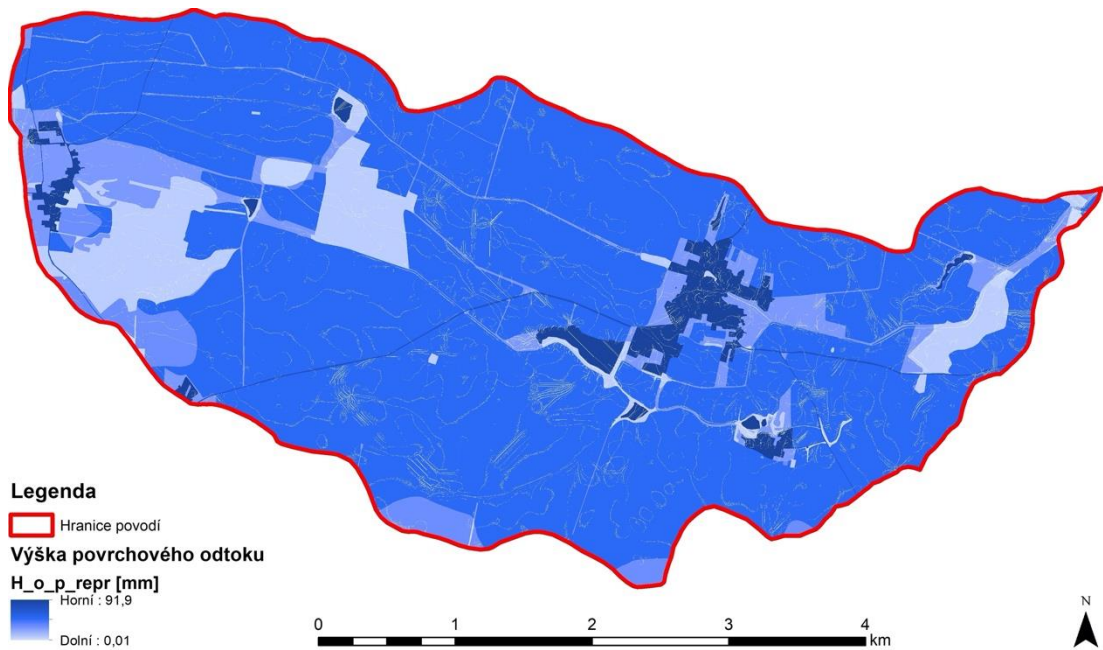 Legenda
Hranice povodí
Výška povrchového odtoku
H_o_p_repr [mm]
Horní : 91,9
Dolní : 0,01
0 1 2 3 4
km
N